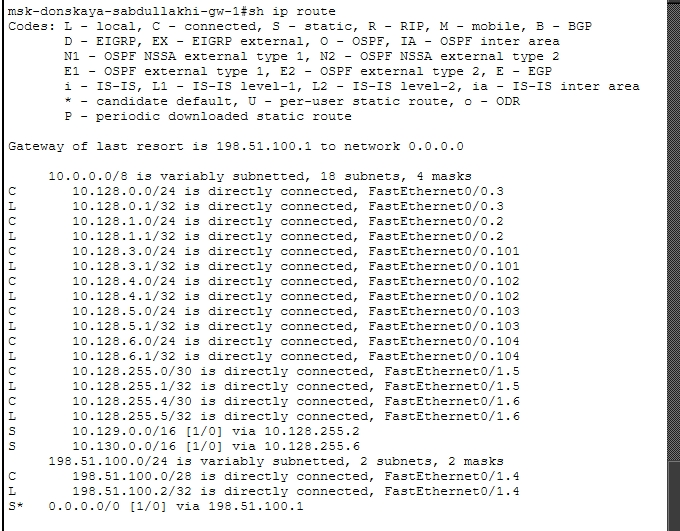 msk-donskaya-sabdullakhi-gw-1#sh ip route
Codes: L - local, C - connected, S - static, R - RIP, M - mobile, B - BGP
D - EIGRP, EX - EIGRP external, O - OSPF, IA - OSPF inter area
N1 - OSPF NSSA external type 1, N2 - OSPF NSSA external type 2
E1 - OSPF external type 1, E2 - OSPF external type 2, E - EGP
i - IS-IS, L1 - IS-IS level-1, L2 - IS-IS level-2, ia - IS-IS inter area
* - candidate default, U - per-user static route, o - ODR
P - periodic downloaded static route
Gateway of last resort is 198.51.100.1 to network 0.0.0.0
10.0.0.0/8 is variably subnetted, 18 subnets, 4 masks
C 10.128.0.0/24 is directly connected, FastEthernet0/0.3
L 10.128.0.1/32 is directly connected, FastEthernet0/0.3
C 10.128.1.0/24 is directly connected, FastEthernet0/0.2
L 10.128.1.1/32 is directly connected, FastEthernet0/0.2
C 10.128.3.0/24 is directly connected, FastEthernet0/0.101
L 10.128.3.1/32 is directly connected, FastEthernet0/0.101
C 10.128.4.0/24 is directly connected, FastEthernet0/0.102
L 10.128.4.1/32 is directly connected, FastEthernet0/0.102
C 10.128.5.0/24 is directly connected, FastEthernet0/0.103
L 10.128.5.1/32 is directly connected, FastEthernet0/0.103
C 10.128.6.0/24 is directly connected, FastEthernet0/0.104
L 10.128.6.1/32 is directly connected, FastEthernet0/0.104
C 10.128.255.0/30 is directly connected, FastEthernet0/1.5
L 10.128.255.1/32 is directly connected, FastEthernet0/1.5
C 10.128.255.4/30 is directly connected, FastEthernet0/1.6
L 10.128.255.5/32 is directly connected, FastEthernet0/1.6
S 10.129.0.0/16 [1/0] via 10.128.255.2
S 10.130.0.0/16 [1/0] via 10.128.255.6
198.51.100.0/24 is variably subnetted, 2 subnets, 2 masks
C 198.51.100.0/28 is directly connected, FastEthernet0/1.4
L 198.51.100.2/32 is directly connected, FastEthernet0/1.4
S* 0.0.0.0/0 [1/0] via 198.51.100.1